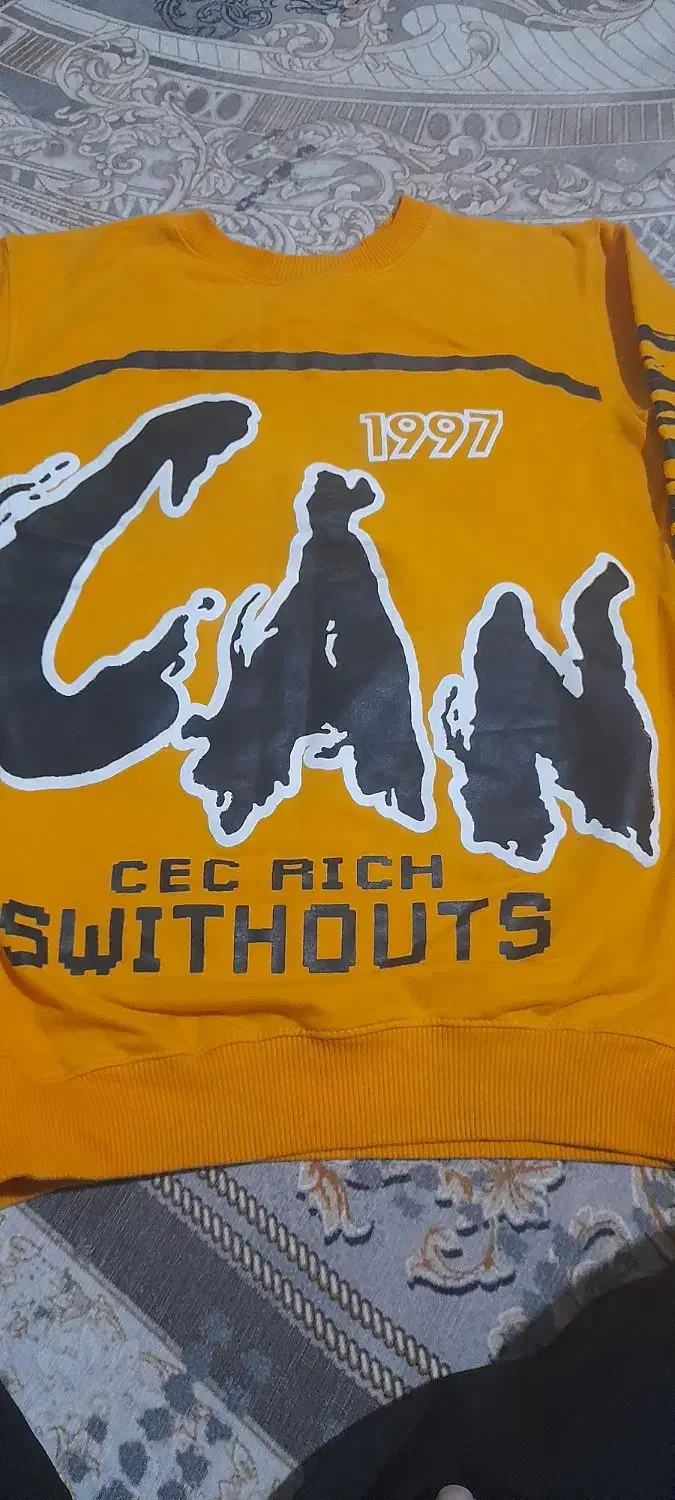 1997
CAN
CEC RICH
SWITHOUTS